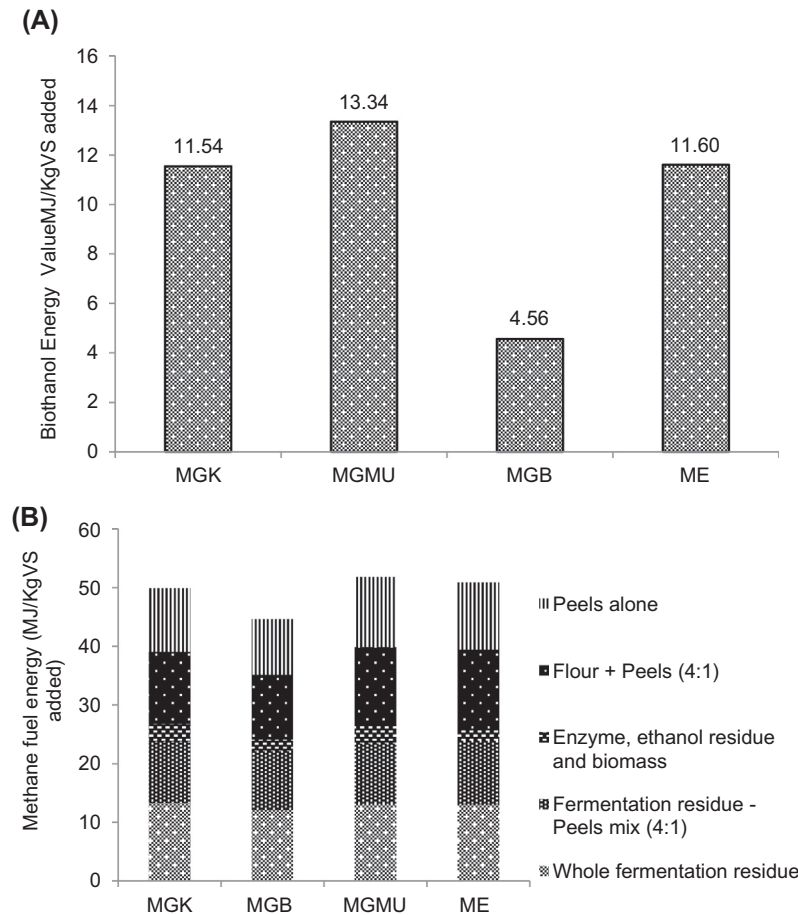 (A)
Biothanol Energy ValueMJ/KgVS added
16
14
12
10
8
6
4
2
0
11.54
13.34
4.56
11.60
MGK
MGMU
MGB
ME
(B)
Methane fuel energy (MJ/KgVS
added)
60
50
40
30
20
10
0
MGK
MGB
MGMU
ME
Peels alone
Flour + Peels (4:1)
Enzyme, ethanol residue
and biomass
Fermentation residue -
Peels mix (4:1)
Whole fermentation residue